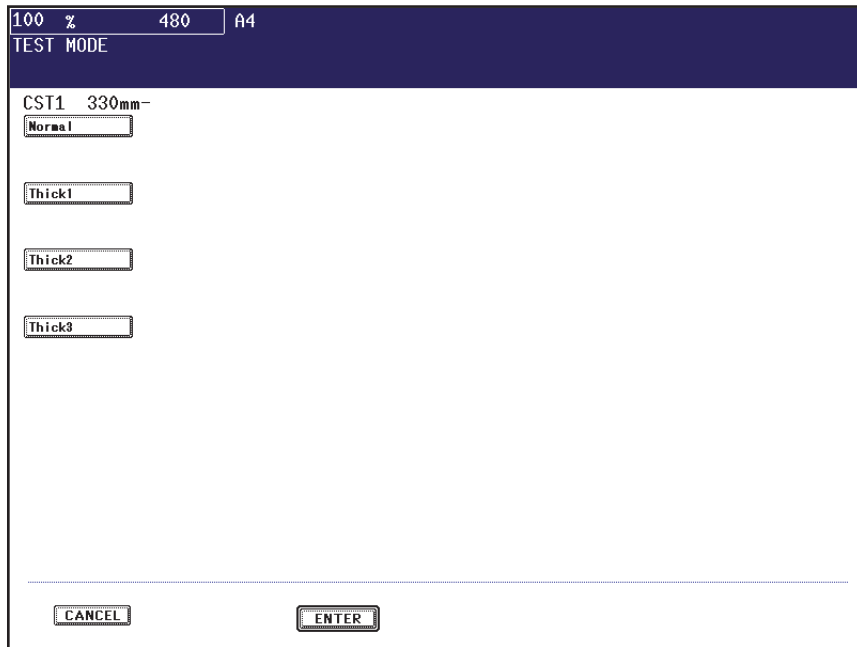 100 % 480 A4
TEST MODE
CST1 330mm-
Normal
Thick1
Thick2
Thick3
CANCEL ENTER